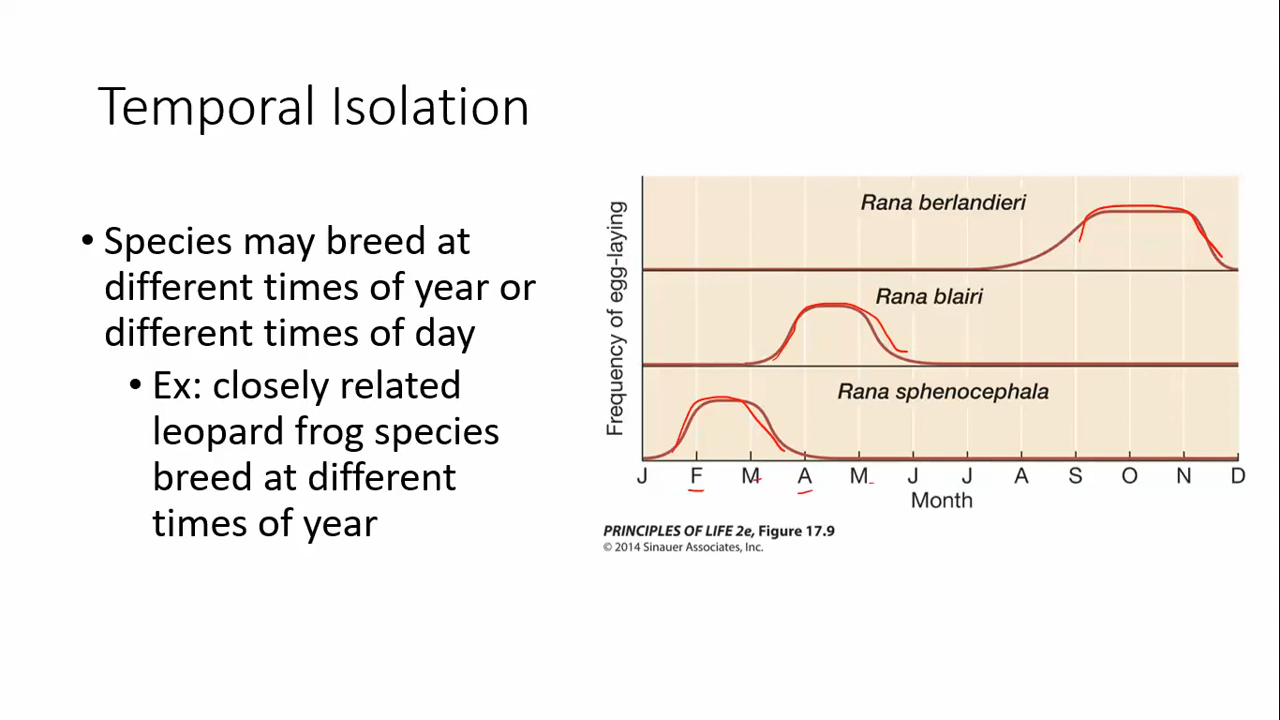 Temporal Isolation
• Species may breed at
different times of year or
different times of day
• Ex: closely related
leopard frog species
breed at different
times of year
Frequency of egg-laying
Rana berlandieri
Rana blairi
Rana sphenocephala
J F M A M J J A S O N D
Month
PRINCIPLES OF LIFE 2e, Figure 17.9
© 2014 Sinauer Associates, Inc.